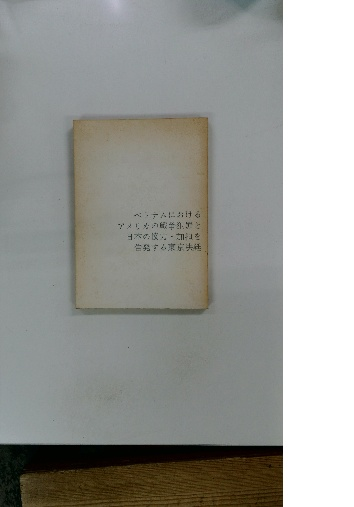 ベトナムにおける
アメリカの戦争犯罪と
日本の協力・加担を
告発する東京法廷